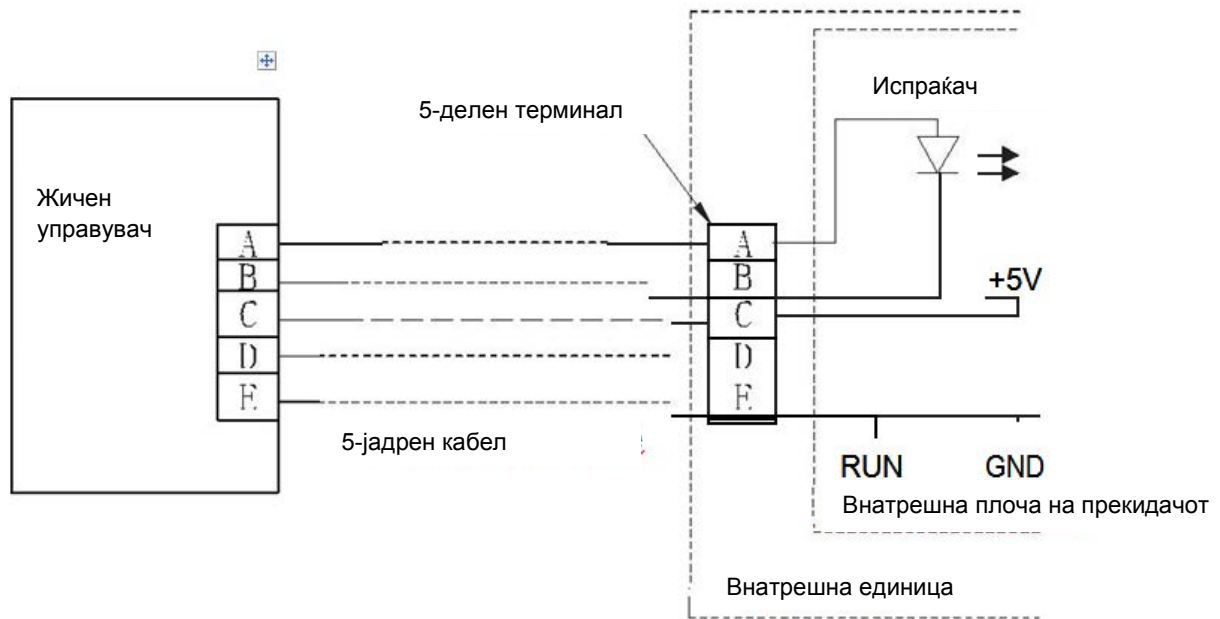 Испраќач
5-делен терминал
Жичен
управувач
A
B
C
D
E
A
B
C
D
E
+5V
5-јадрен кабел
RUN
GND
Внатрешна плоча на прекидачот
Внатрешна единица